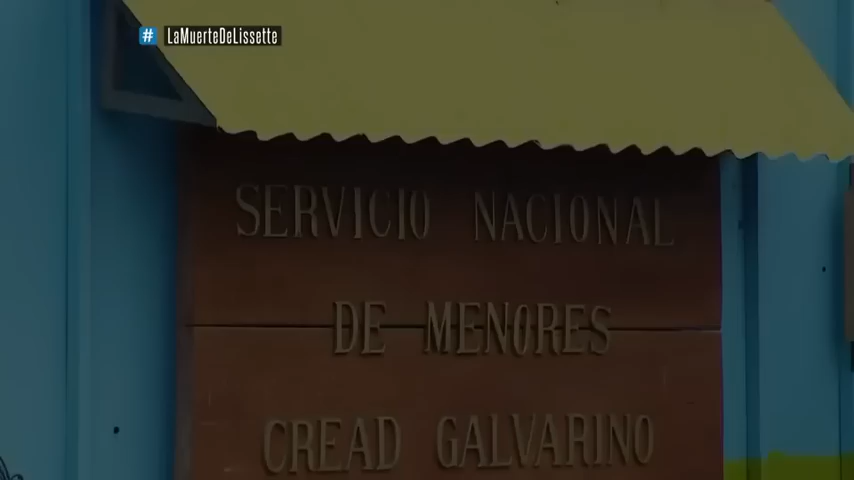 # LaMuerteDeLissette
SERVICIO NACIONAL
DE MENORES
CREAD GALVARINO